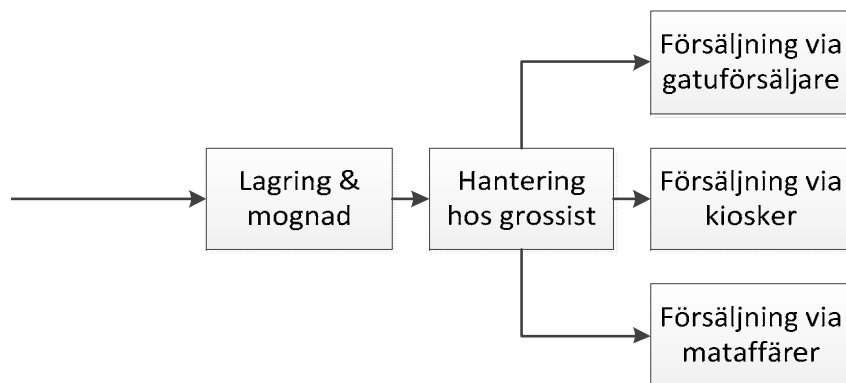 Försäljning via
gatuförsäljare
Lagring &
mognad
Hantering
hos grossist
Försäljning via
kiosker
Försäljning via
mataffärer